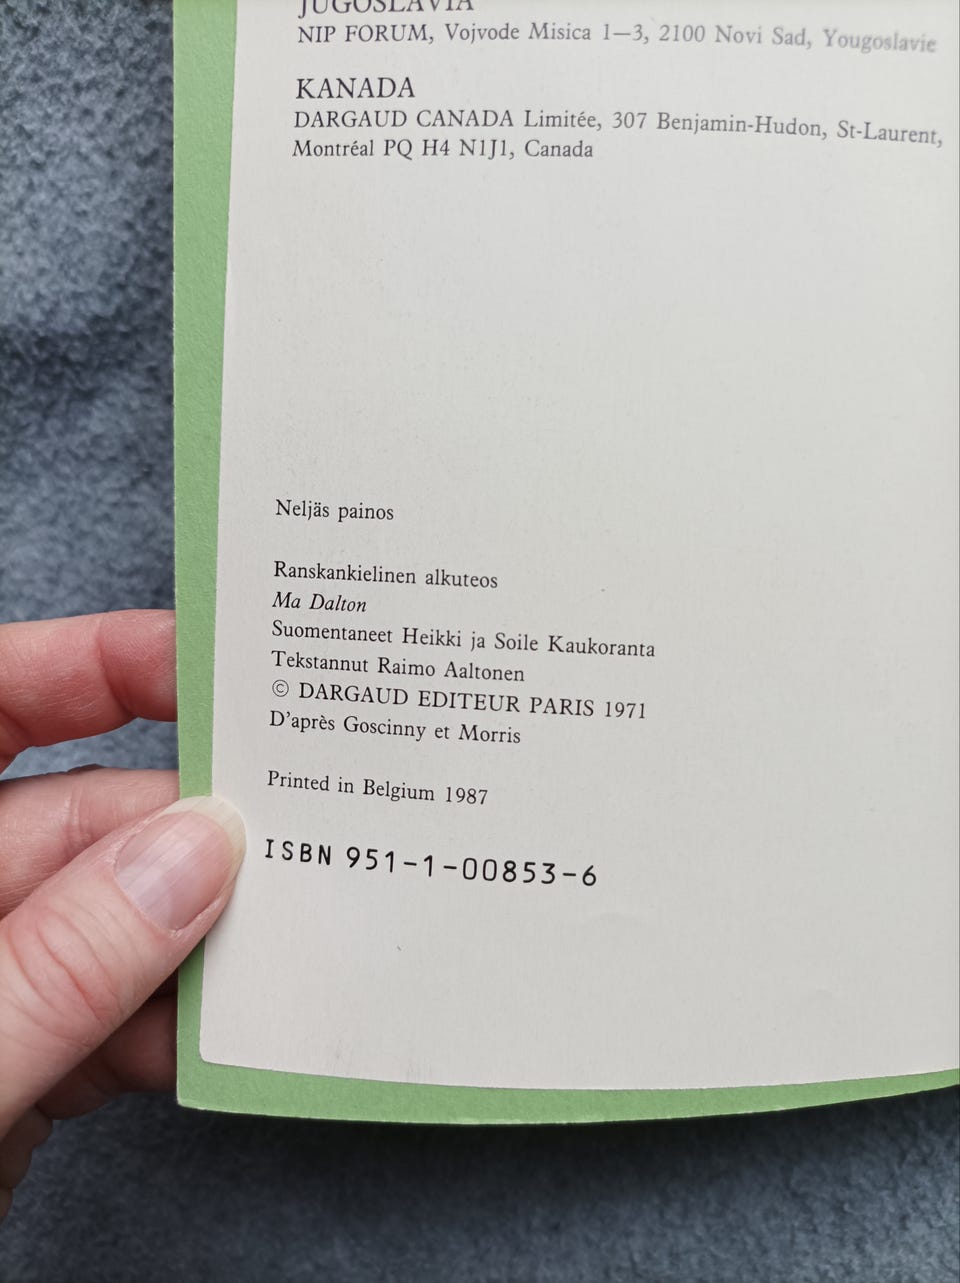 JUGOSLAVIA
NIP FORUM, Vojvode Misica 1—3, 2100 Novi Sad, Yougoslavie
KANADA
DARGAUD CANADA Limitée, 307 Benjamin-Hudon, St-Laurent,
Montréal PQ H4 N1J1, Canada
Neljäs painos
Ranskankielinen alkuteos
Ma Dalton
Suomentaneet Heikki ja Soile Kaukoranta
Tekstannut Raimo Aaltonen
© DARGAUD EDITEUR PARIS 1971
D'après Goscinny et Morris
Printed in Belgium 1987
ISBN 951-1-00853-6